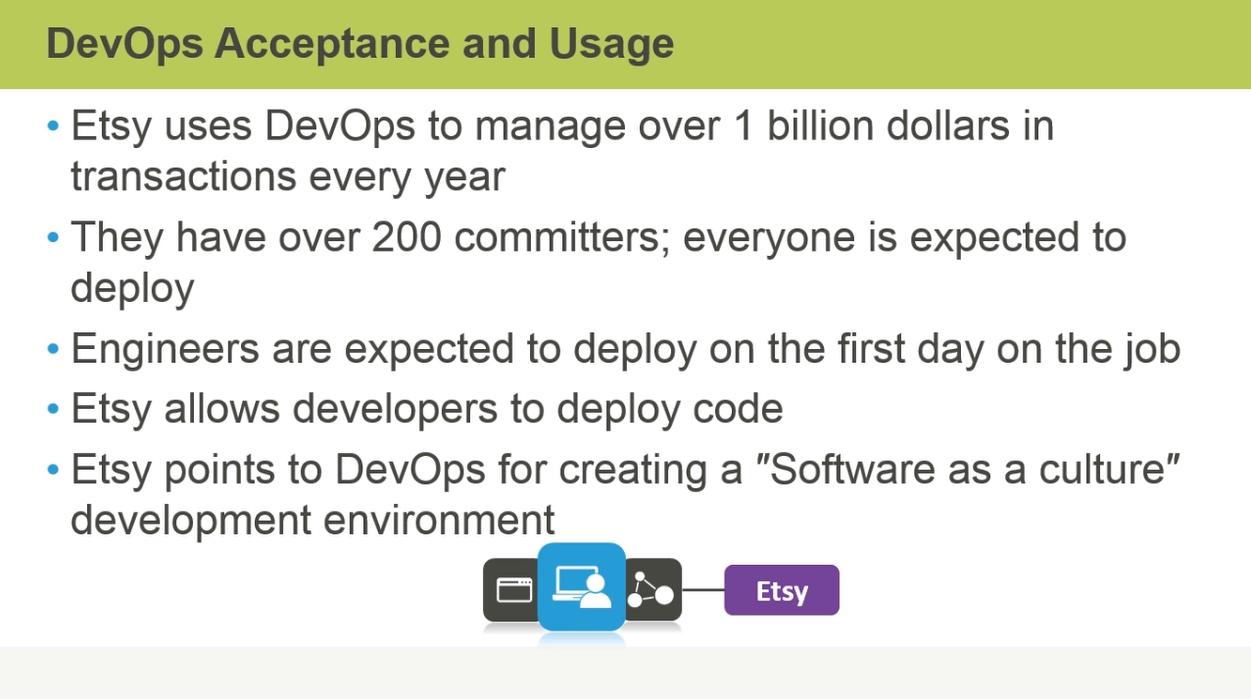 DevOps Acceptance and Usage
• Etsy uses DevOps to manage over 1 billion dollars in
transactions every year
• They have over 200 committers; everyone is expected to
deploy
• Engineers are expected to deploy on the first day on the job
• Etsy allows developers to deploy code
• Etsy points to DevOps for creating a "Software as a culture"
development environment
Etsy